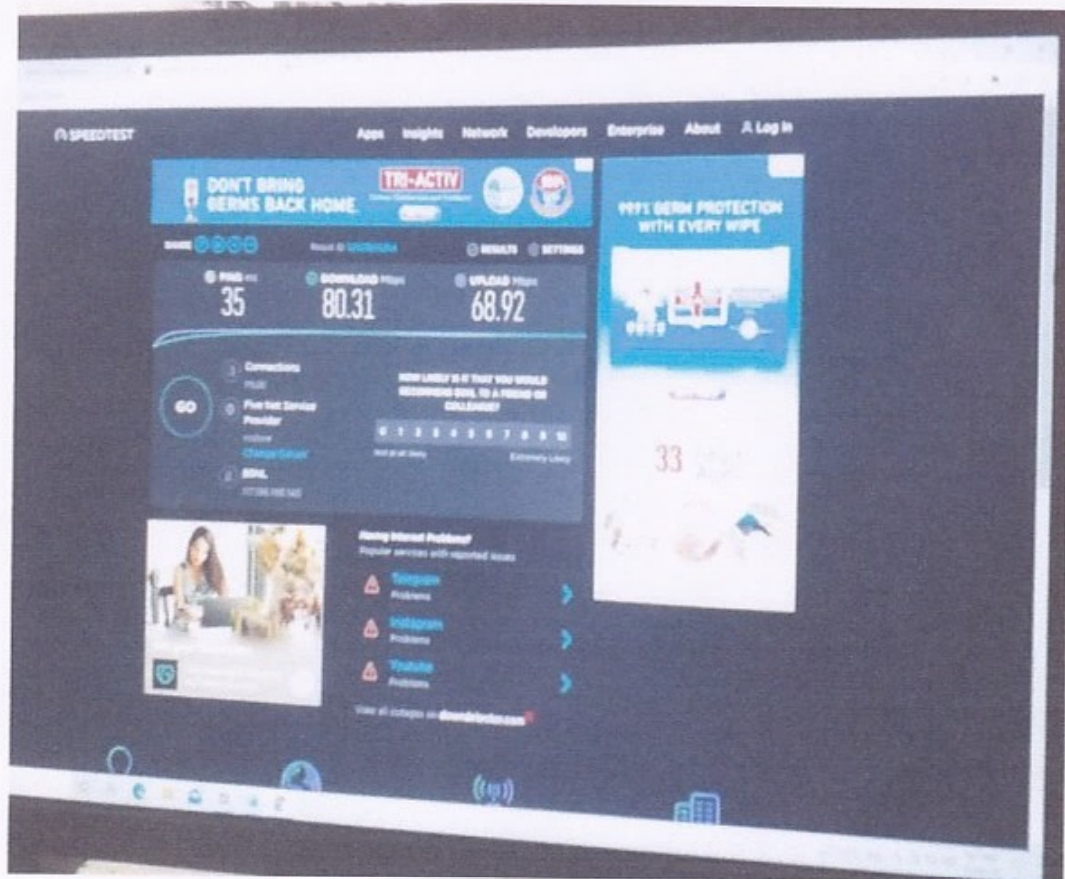 SPEEDTEST
Apps Insights Network Developers Enterprise About Log In
DON'T BRING
GERMS BACK HOME
TRI-ACTIV
SHARE
Result ID
RESULTS SETTINGS
PING ms
35
DOWNLOAD Mbps
80.31
UPLOAD Mbps
68.92
GO
Connections
Multi
Five Net Service
Provider
Change Server
BSNL
HOW LIKELY IS IT THAT YOU WOULD
RECOMMEND BSNL TO A FRIEND OR
COLLEAGUE?
0 1 2 3 4 5 6 7 8 9 10
Not at all likely Extremely Likely
99.9% GERM PROTECTION
WITH EVERY WIPE
33
Having Internet Problems?
Popular services with reported issues
Telegram
Problems
Instagram
Problems
Youtube
Problems
View all outages on downdetector.com